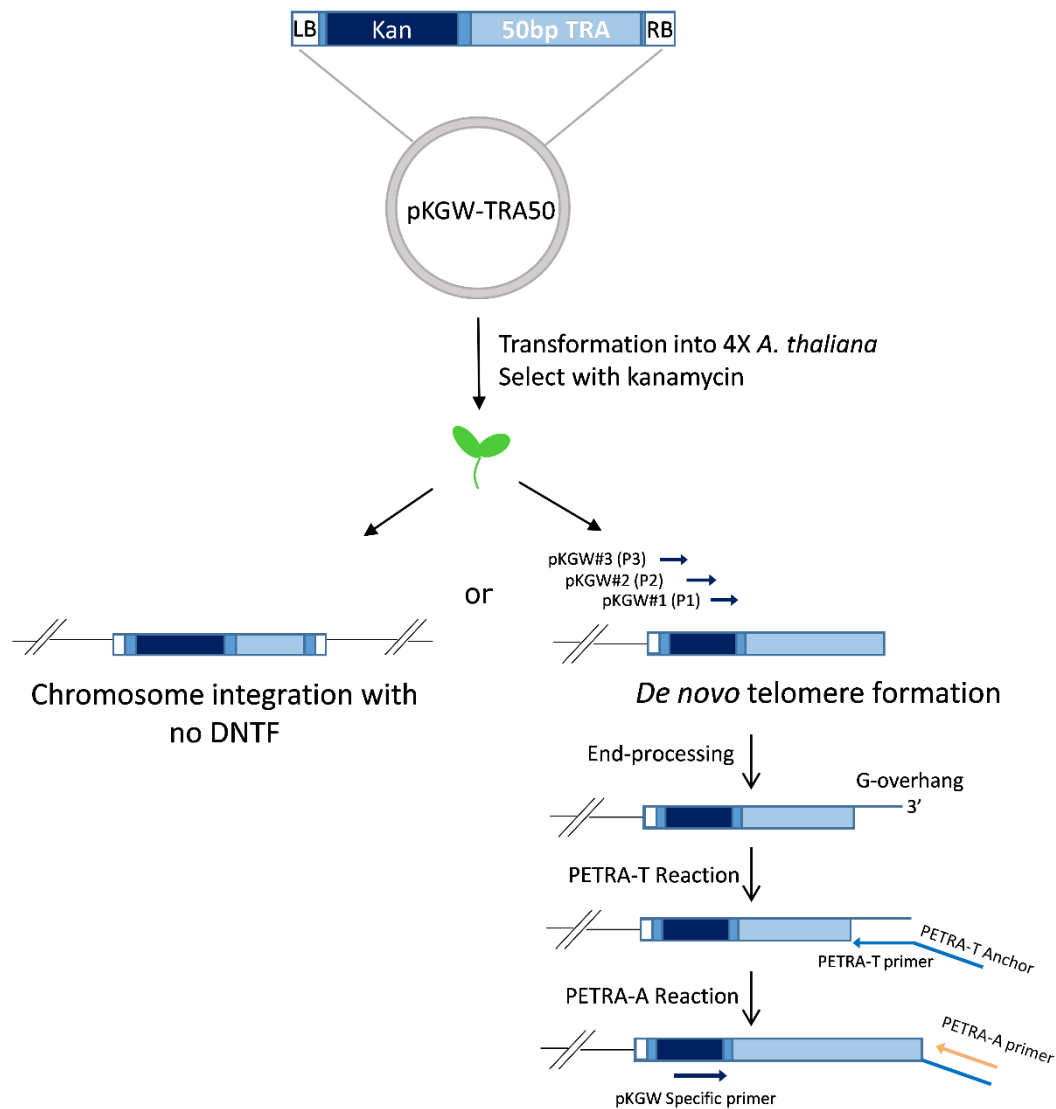 LB Kan 50bp TRA RB
pKGW-TRA50
Transformation into 4X A. thaliana
Select with kanamycin
or
pKGW#3 (P3)
pKGW#2 (P2)
pKGW#1 (P1)
Chromosome integration with
no DNTF
De novo telomere formation
End-processing
G-overhang
3’
PETRA-T Reaction
PETRA-T Anchor
PETRA-T primer
PETRA-A Reaction
PETRA-A primer
pKGW Specific primer